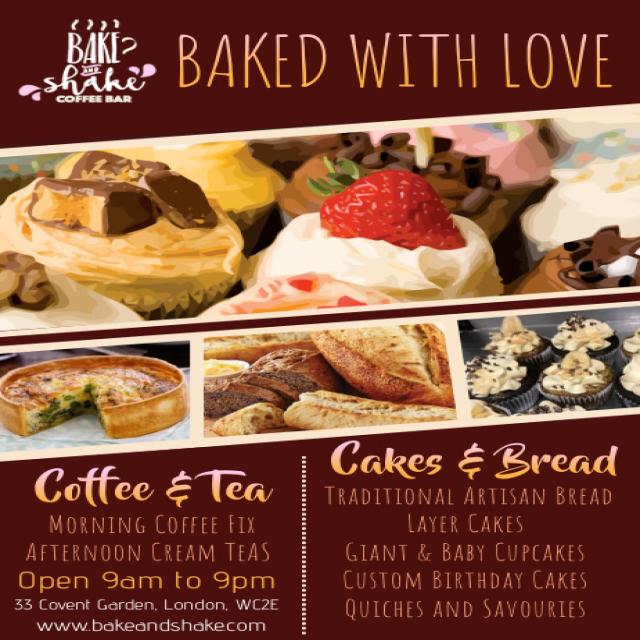 BAKE
AND
shake
COFFEE BAR
BAKED WITH LOVE
Coffee & Tea
MORNING COFFEE FIX
AFTERNOON CREAM TEAS
Open 9am to 9pm
33 Covent Garden, London, WC2E
www.bakeandshake.com
Cakes & Bread
TRADITIONAL ARTISAN BREAD
LAYER CAKES
GIANT & BABY CUPCAKES
CUSTOM BIRTHDAY CAKES
QUICHES AND SAVOURIES